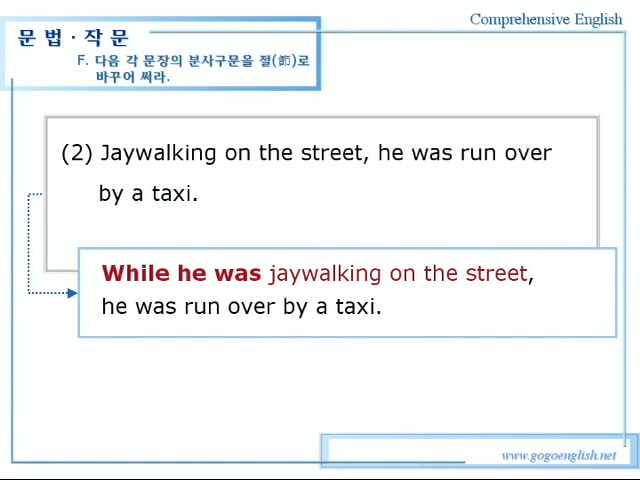 Comprehensive English
문 법 · 작 문
F. 다음 각 문장의 분사구문을 절(節)로
바꾸어 써라.
(2) Jaywalking on the street, he was run over
by a taxi.
While he was jaywalking on the street,
he was run over by a taxi.
www.gogoenglish.net